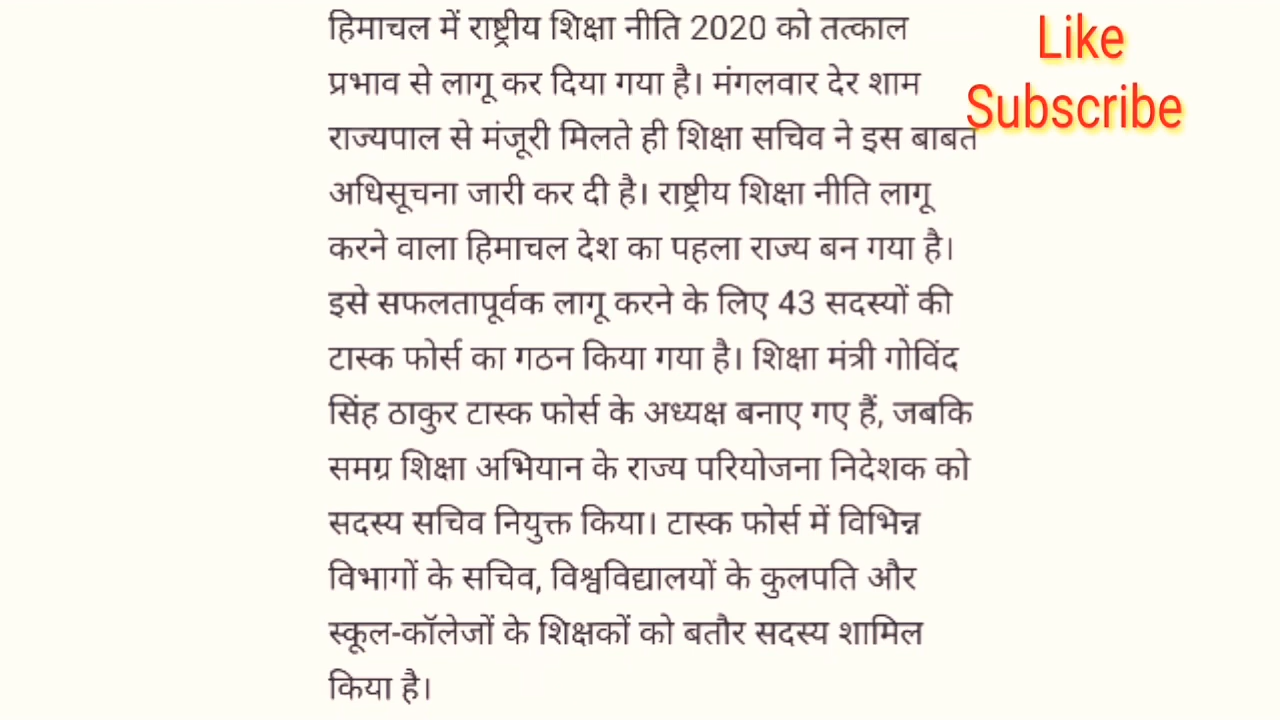 हिमाचल में राष्ट्रीय शिक्षा नीति 2020 को तत्काल
प्रभाव से लागू कर दिया गया है। मंगलवार देर शाम
राज्यपाल से मंजूरी मिलते ही शिक्षा सचिव ने इस बाबत
अधिसूचना जारी कर दी है। राष्ट्रीय शिक्षा नीति लागू
करने वाला हिमाचल देश का पहला राज्य बन गया है।
इसे सफलतापूर्वक लागू करने के लिए 43 सदस्यों की
टास्क फोर्स का गठन किया गया है। शिक्षा मंत्री गोविंद
सिंह ठाकुर टास्क फोर्स के अध्यक्ष बनाए गए हैं, जबकि
समग्र शिक्षा अभियान के राज्य परियोजना निदेशक को
सदस्य सचिव नियुक्त किया। टास्क फोर्स में विभिन्न
विभागों के सचिव, विश्वविद्यालयों के कुलपति और
स्कूल-कॉलेजों के शिक्षकों को बतौर सदस्य शामिल
किया है।
Like
Subscribe